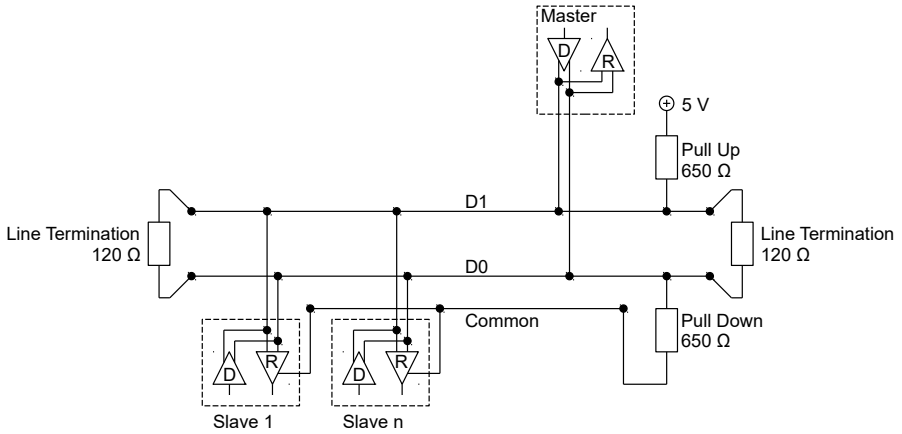 Master
D
R
5 V
Pull Up
650 Ω
D1
Line Termination
120 Ω
Line Termination
120 Ω
D0
Common
Pull Down
650 Ω
D
R
D
R
Slave 1
Slave n